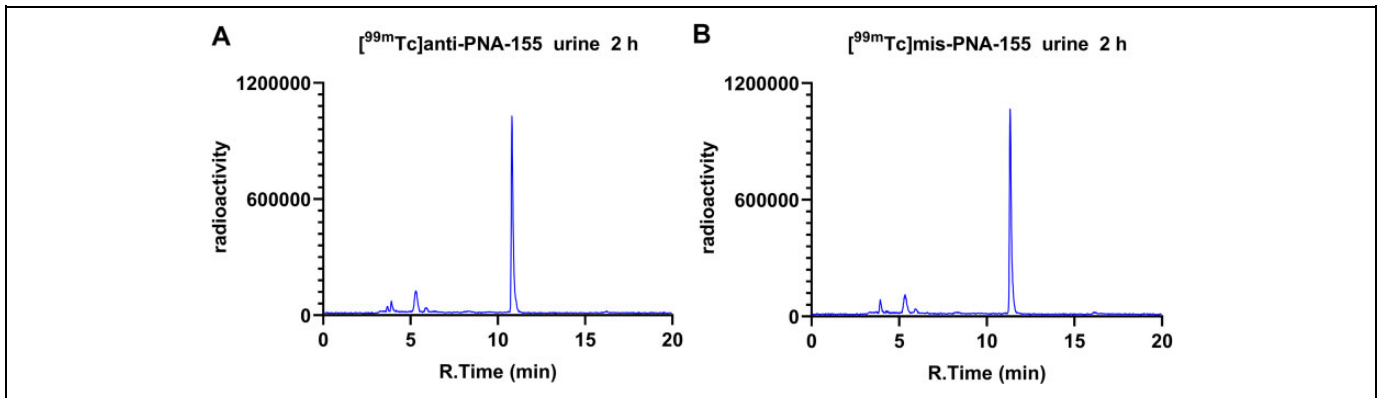 A
[99mTc]anti-PNA-155 urine 2 h
1200000
600000
0
radioactivity
0 5 10 15 20
R.Time (min)
B
[99mTc]mis-PNA-155 urine 2 h
1200000
600000
0
radioactivity
0 5 10 15 20
R.Time (min)